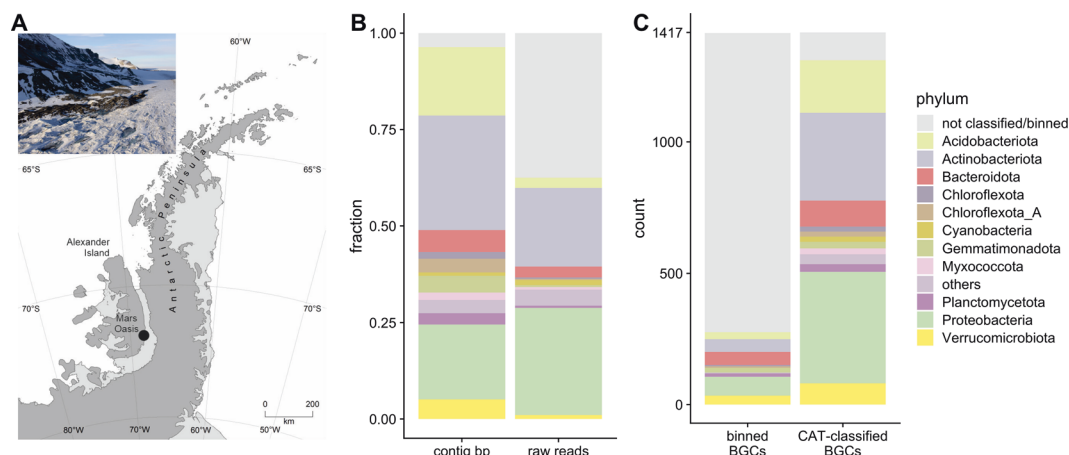 A
60°W
65°S
65°S
Antarctic Peninsula
Alexander
Island
70°S
70°S
Mars
Oasis
0 200
km
80°W 70°W 60°W 50°W
B
1.00
0.75
0.50
0.25
0.00
fraction
contig bp raw reads
C
1417
1000
500
0
count
binned
BGCs
CAT-classified
BGCs
phylum
not classified/binned
Acidobacteriota
Actinobacteriota
Bacteroidota
Chloroflexota
Chloroflexota_A
Cyanobacteria
Gemmatimonadota
Myxococcota
others
Planctomycetota
Proteobacteria
Verrucomicrobiota